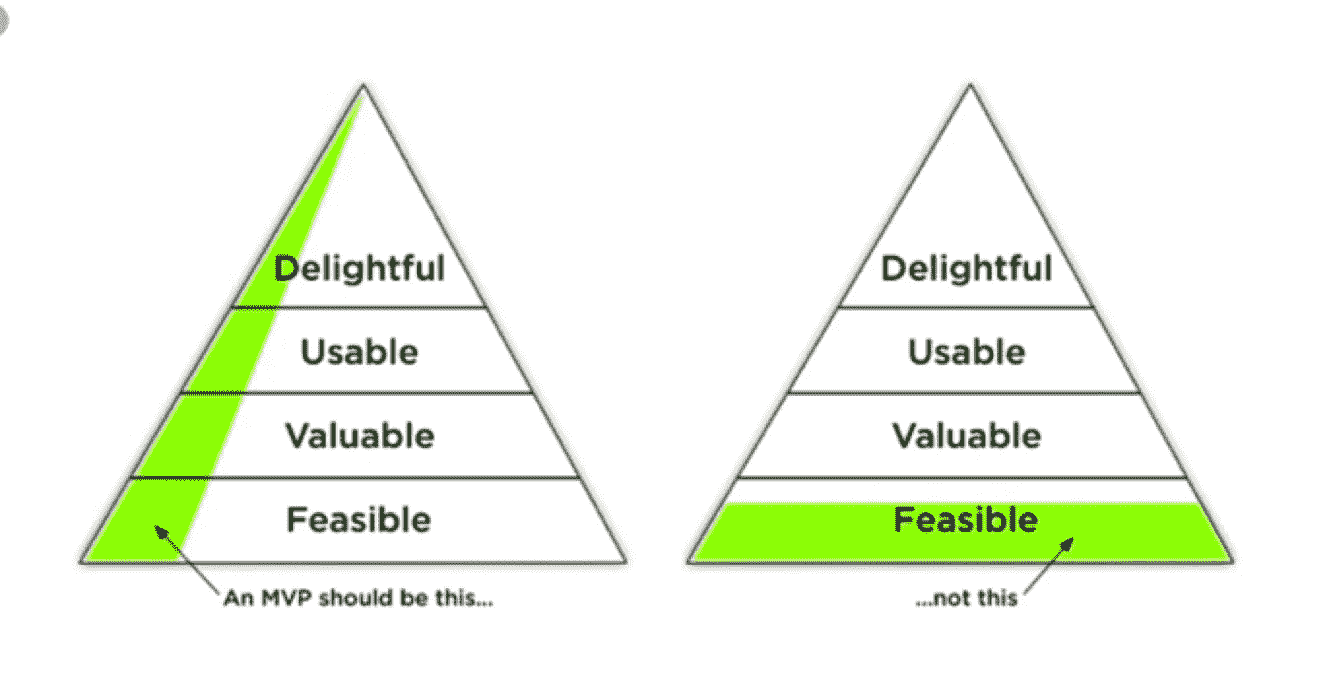 Delightful
Usable
Valuable
Feasible
An MVP should be this...
Delightful
Usable
Valuable
Feasible
...not this